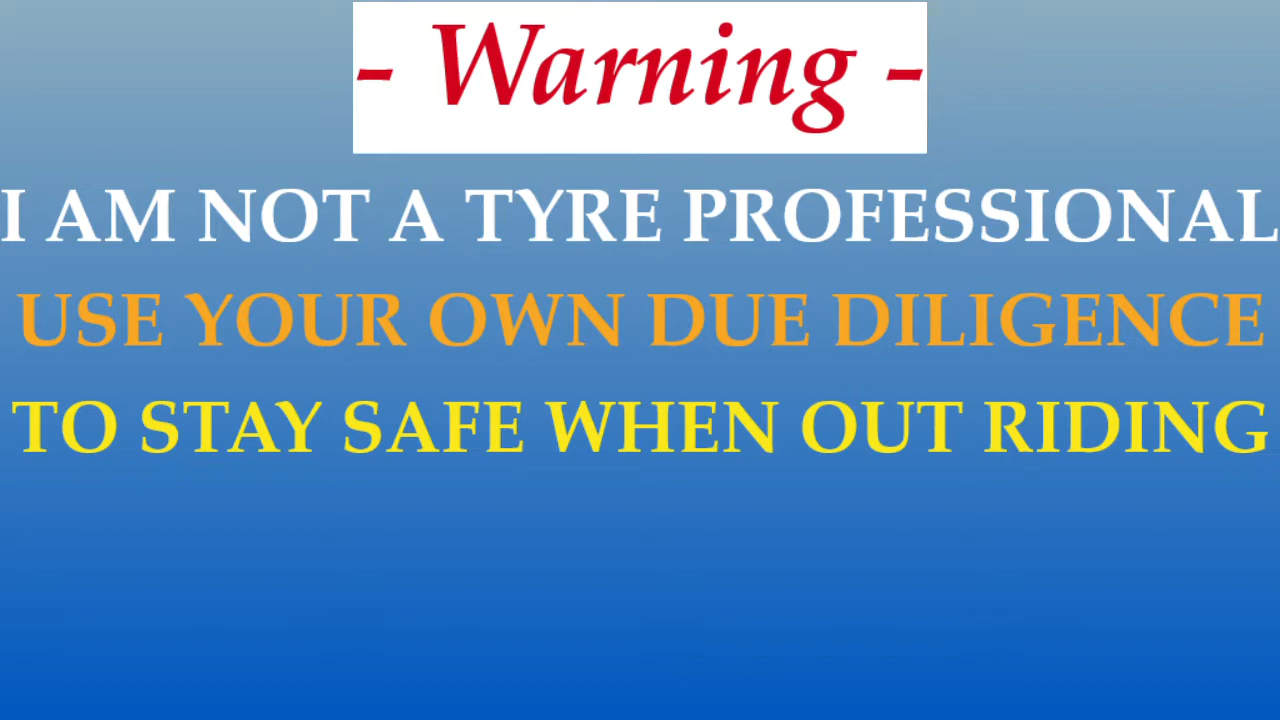 - Warning -
I AM NOT A TYRE PROFESSIONAL
USE YOUR OWN DUE DILIGENCE
TO STAY SAFE WHEN OUT RIDING